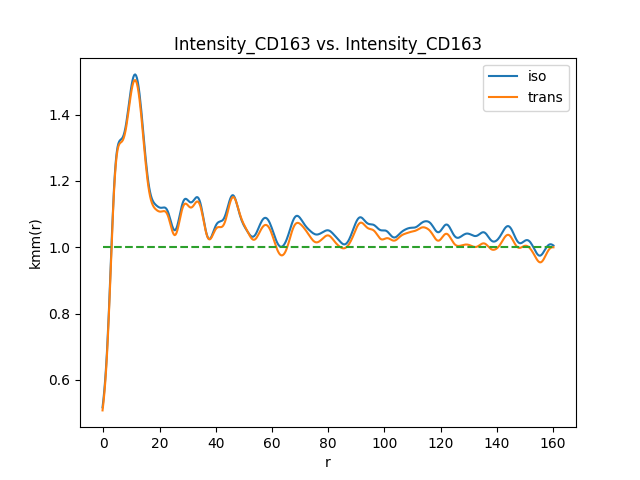 Intensity_CD163 vs. Intensity_CD163
iso
trans
1.4
1.2
1.0
0.8
0.6
kmm(r)
0 20 40 60 80 100 120 140 160
r